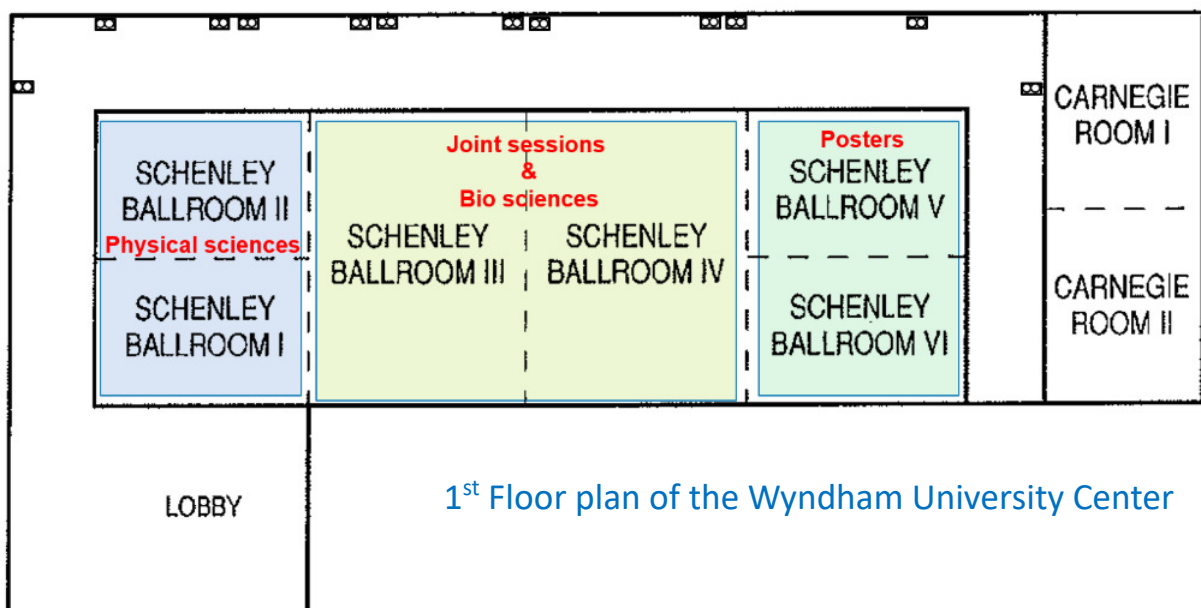 SCHENLEY
BALLROOM II
Physical sciences
SCHENLEY
BALLROOM I
Joint sessions
&
Bio sciences
SCHENLEY
BALLROOM III
SCHENLEY
BALLROOM IV
Posters
SCHENLEY
BALLROOM V
SCHENLEY
BALLROOM VI
CARNEGIE
ROOM I
CARNEGIE
ROOM II
LOBBY
1st Floor plan of the Wyndham University Center